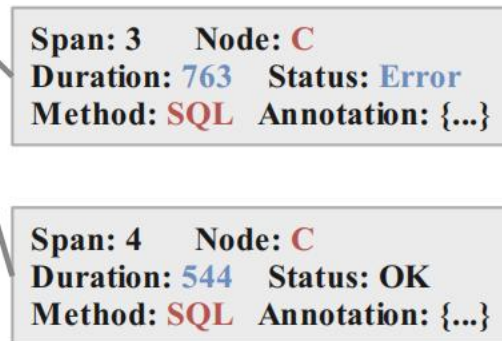 Span: 3 Node: C
Duration: 763 Status: Error
Method: SQL Annotation: {...}
Span: 4 Node: C
Duration: 544 Status: OK
Method: SQL Annotation: {...}